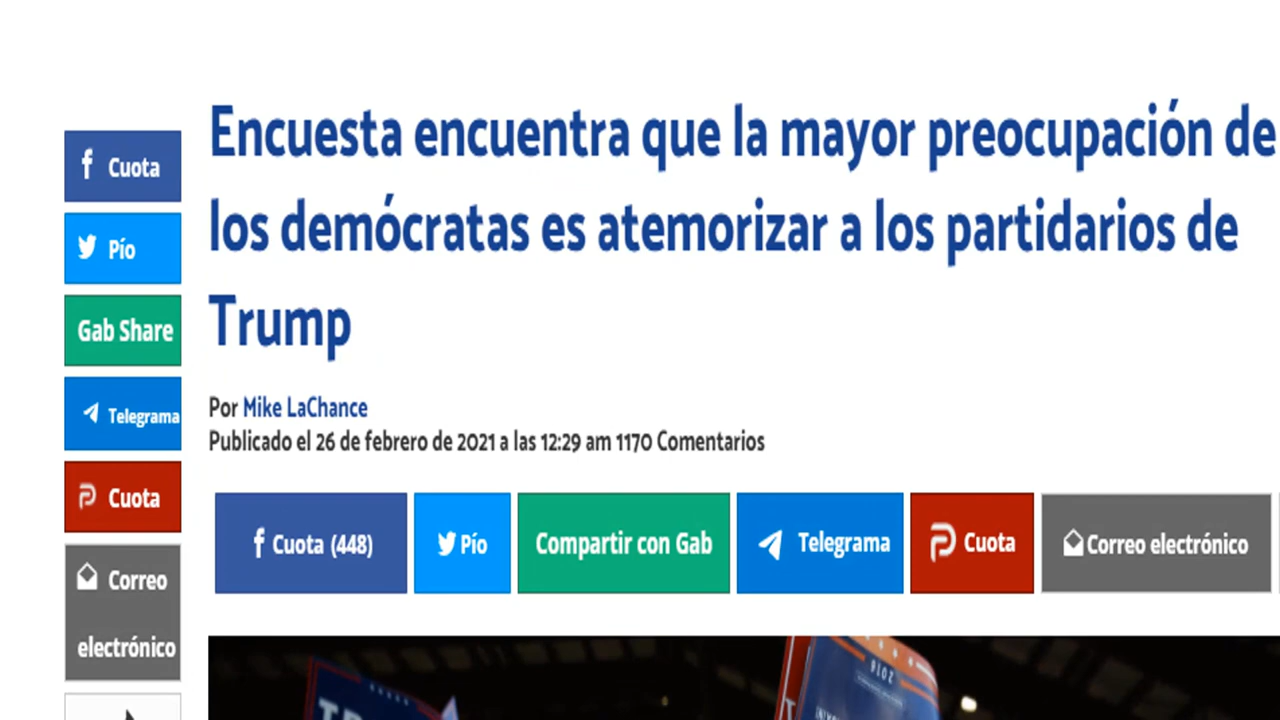 Encuesta encuentra que la mayor preocupación de
los demócratas es atemorizar a los partidarios de
Trump
Por Mike LaChance
Publicado el 26 de febrero de 2021 a las 12:29 am 1170 Comentarios
Cuota
Pío
Gab Share
Telegrama
Cuota
Correo
electrónico
Cuota (448)
Pío
Compartir con Gab
Telegrama
Cuota
Correo electrónico